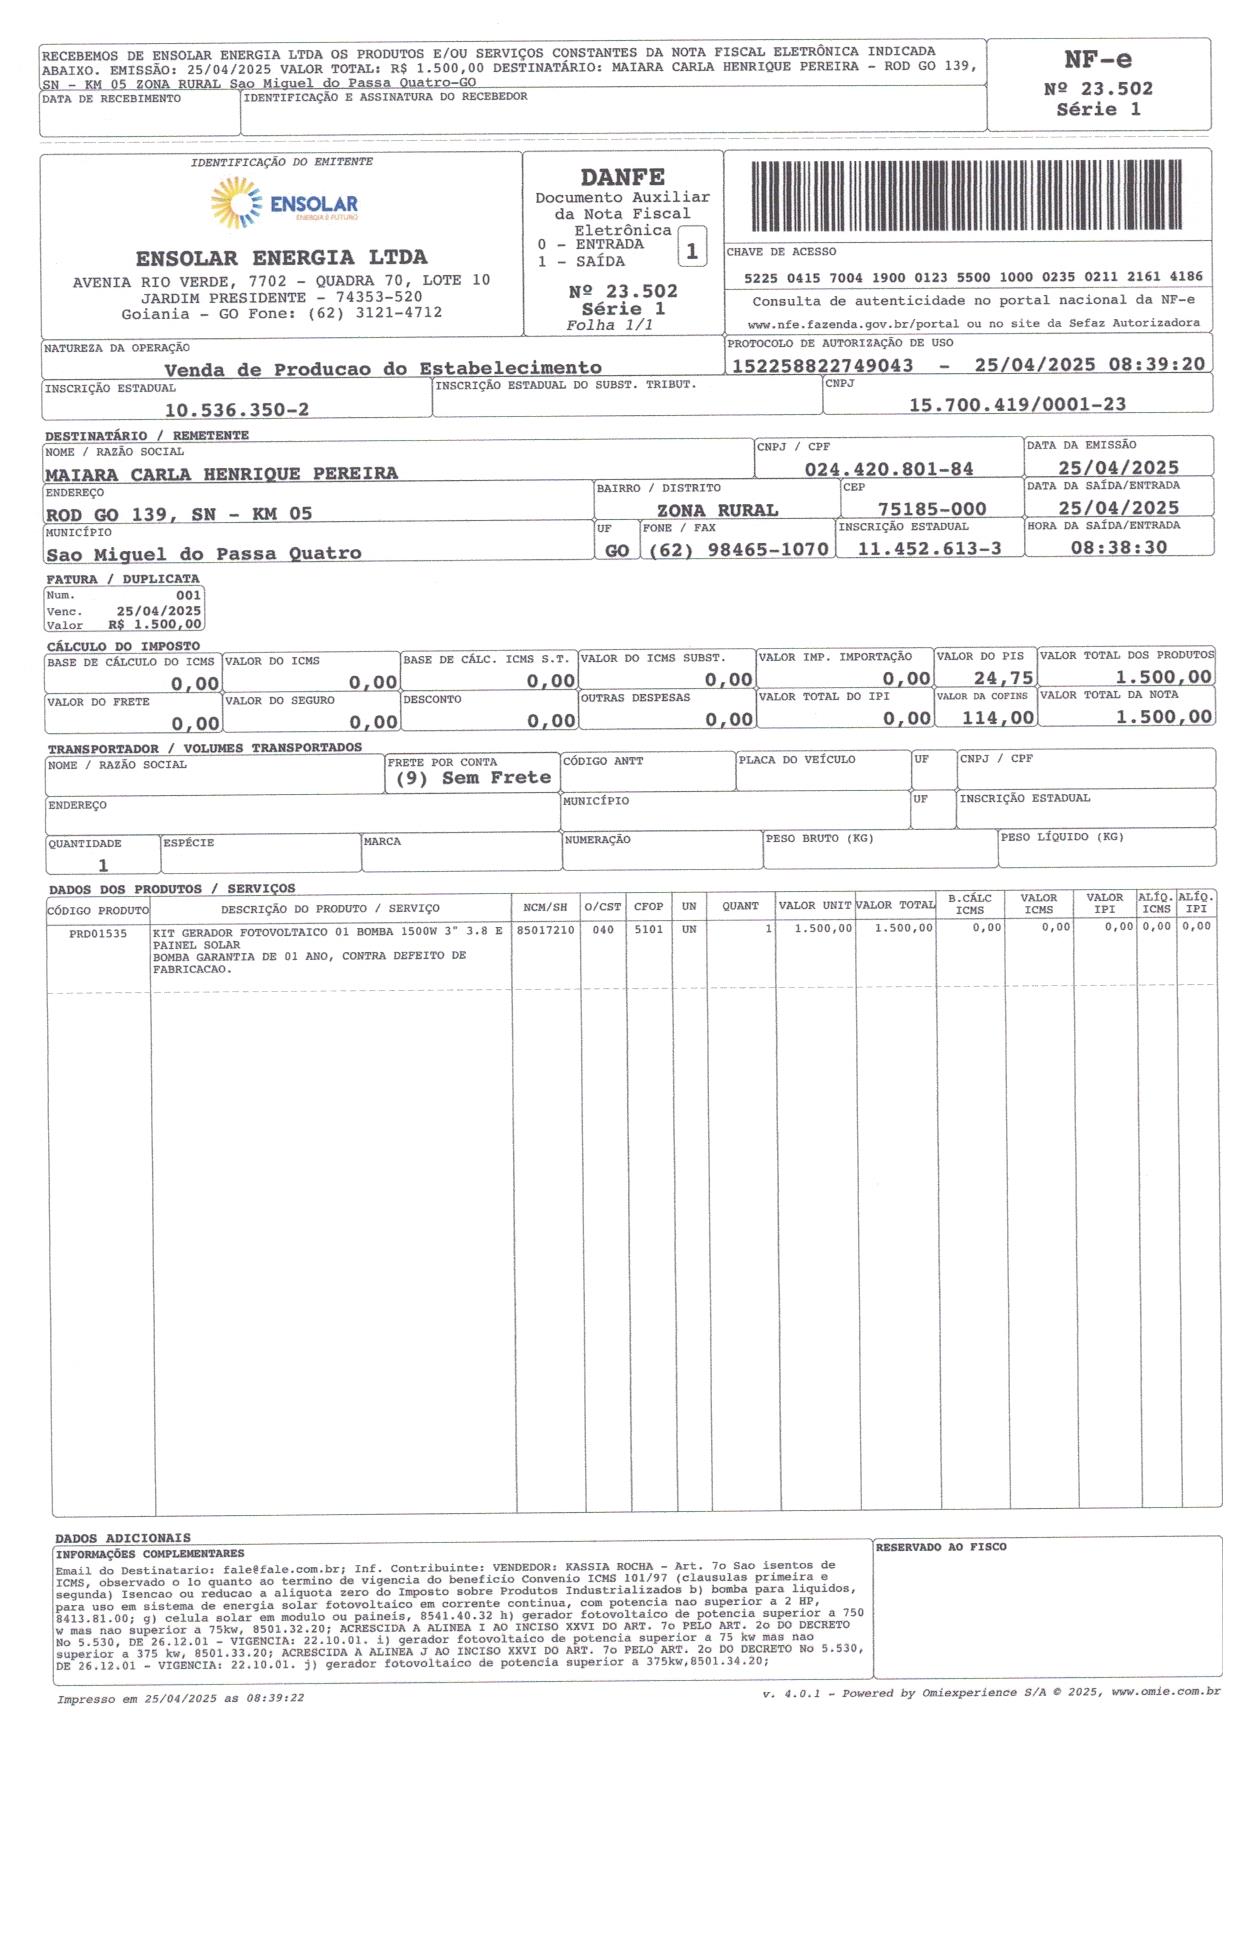 RECEBEMOS DE ENSOLAR ENERGIA LTDA OS PRODUTOS E/OU SERVIÇOS CONSTANTES DA NOTA FISCAL ELETRÔNICA INDICADA
ABAIXO. EMISSÃO: 25/04/2025 VALOR TOTAL: R$ 1.500,00 DESTINATÁRIO: MAIARA CARLA HENRIQUE PEREIRA - ROD GO 139,
SN - KM 05 ZONA RURAL Sao Miguel do Passa Quatro-GO
DATA DE RECEBIMENTO IDENTIFICAÇÃO E ASSINATURA DO RECEBEDOR
NF-e
Nº 23.502
Série 1
IDENTIFICAÇÃO DO EMITENTE
ENSOLAR
ENERGIA E FUTURO
ENSOLAR ENERGIA LTDA
AVENIA RIO VERDE, 7702 - QUADRA 70, LOTE 10
JARDIM PRESIDENTE - 74353-520
Goiania - GO Fone: (62) 3121-4712
DANFE
Documento Auxiliar
da Nota Fiscal
Eletrônica
0 - ENTRADA
1 - SAÍDA
1
Nº 23.502
Série 1
Folha 1/1
CHAVE DE ACESSO
5225 0415 7004 1900 0123 5500 1000 0235 0211 2161 4186
Consulta de autenticidade no portal nacional da NF-e
www.nfe.fazenda.gov.br/portal ou no site da Sefaz Autorizadora
NATUREZA DA OPERAÇÃO PROTOCOLO DE AUTORIZAÇÃO DE USO
Venda de Producao do Estabelecimento 152258822749043 - 25/04/2025 08:39:20
INSCRIÇÃO ESTADUAL INSCRIÇÃO ESTADUAL DO SUBST. TRIBUT. CNPJ
10.536.350-2 15.700.419/0001-23
DESTINATÁRIO / REMETENTE
NOME / RAZÃO SOCIAL CNPJ / CPF DATA DA EMISSÃO
MAIARA CARLA HENRIQUE PEREIRA 024.420.801-84 25/04/2025
ENDEREÇO BAIRRO / DISTRITO CEP DATA DA SAÍDA/ENTRADA
ROD GO 139, SN - KM 05 ZONA RURAL 75185-000 25/04/2025
MUNICÍPIO UF FONE / FAX INSCRIÇÃO ESTADUAL HORA DA SAÍDA/ENTRADA
Sao Miguel do Passa Quatro GO (62) 98465-1070 11.452.613-3 08:38:30
FATURA / DUPLICATA
Num. 001
Venc. 25/04/2025
Valor R$ 1.500,00
CÁLCULO DO IMPOSTO
BASE DE CÁLCULO DO ICMS VALOR DO ICMS BASE DE CÁLC. ICMS S.T. VALOR DO ICMS SUBST. VALOR IMP. IMPORTAÇÃO VALOR DO PIS VALOR TOTAL DOS PRODUTOS
0,00 0,00 0,00 0,00 0,00 24,75 1.500,00
VALOR DO FRETE VALOR DO SEGURO DESCONTO OUTRAS DESPESAS VALOR TOTAL DO IPI VALOR DA COFINS VALOR TOTAL DA NOTA
0,00 0,00 0,00 0,00 0,00 114,00 1.500,00
TRANSPORTADOR / VOLUMES TRANSPORTADOS
NOME / RAZÃO SOCIAL FRETE POR CONTA CÓDIGO ANTT PLACA DO VEÍCULO UF CNPJ / CPF
(9) Sem Frete
ENDEREÇO MUNICÍPIO UF INSCRIÇÃO ESTADUAL
QUANTIDADE ESPÉCIE MARCA NUMERAÇÃO PESO BRUTO (KG) PESO LÍQUIDO (KG)
1
DADOS DOS PRODUTOS / SERVIÇOS
CÓDIGO PRODUTO DESCRIÇÃO DO PRODUTO / SERVIÇO NCM/SH O/CST CFOP UN QUANT VALOR UNIT VALOR TOTAL B.CÁLC ICMS VALOR ICMS VALOR IPI ALÍQ. ICMS ALÍQ. IPI
PRD01535 KIT GERADOR FOTOVOLTAICO 01 BOMBA 1500W 3" 3.8 E 85017210 040 5101 UN 1 1.500,00 1.500,00 0,00 0,00 0,00 0,00 0,00
PAINEL SOLAR
BOMBA GARANTIA DE 01 ANO, CONTRA DEFEITO DE
FABRICACAO.
DADOS ADICIONAIS
INFORMAÇÕES COMPLEMENTARES RESERVADO AO FISCO
Email do Destinatario: fale@fale.com.br; Inf. Contribuinte: VENDEDOR: KASSIA ROCHA - Art. 7o Sao isentos de
ICMS, observado o 1o quanto ao termino de vigencia do beneficio Convenio ICMS 101/97 (clausulas primeira e
segunda) Isencao ou reducao a aliquota zero do Imposto sobre Produtos Industrializados b) bomba para liquidos,
para uso em sistema de energia solar fotovoltaico em corrente continua, com potencia nao superior a 2 HP,
8413.81.00; g) celula solar em modulo ou paineis, 8541.40.32 h) gerador fotovoltaico de potencia superior a 750
w mas nao superior a 75kw, 8501.32.20; ACRESCIDA A ALINEA I AO INCISO XXVI DO ART. 7o PELO ART. 2o DO DECRETO
No 5.530, DE 26.12.01 - VIGENCIA: 22.10.01. i) gerador fotovoltaico de potencia superior a 75 kw mas nao
superior a 375 kw, 8501.33.20; ACRESCIDA A ALINEA J AO INCISO XXVI DO ART. 7o PELO ART. 2o DO DECRETO No 5.530,
DE 26.12.01 - VIGENCIA: 22.10.01. j) gerador fotovoltaico de potencia superior a 375kw,8501.34.20;
Impresso em 25/04/2025 as 08:39:22 v. 4.0.1 - Powered by Omiexperience S/A © 2025, www.omie.com.br